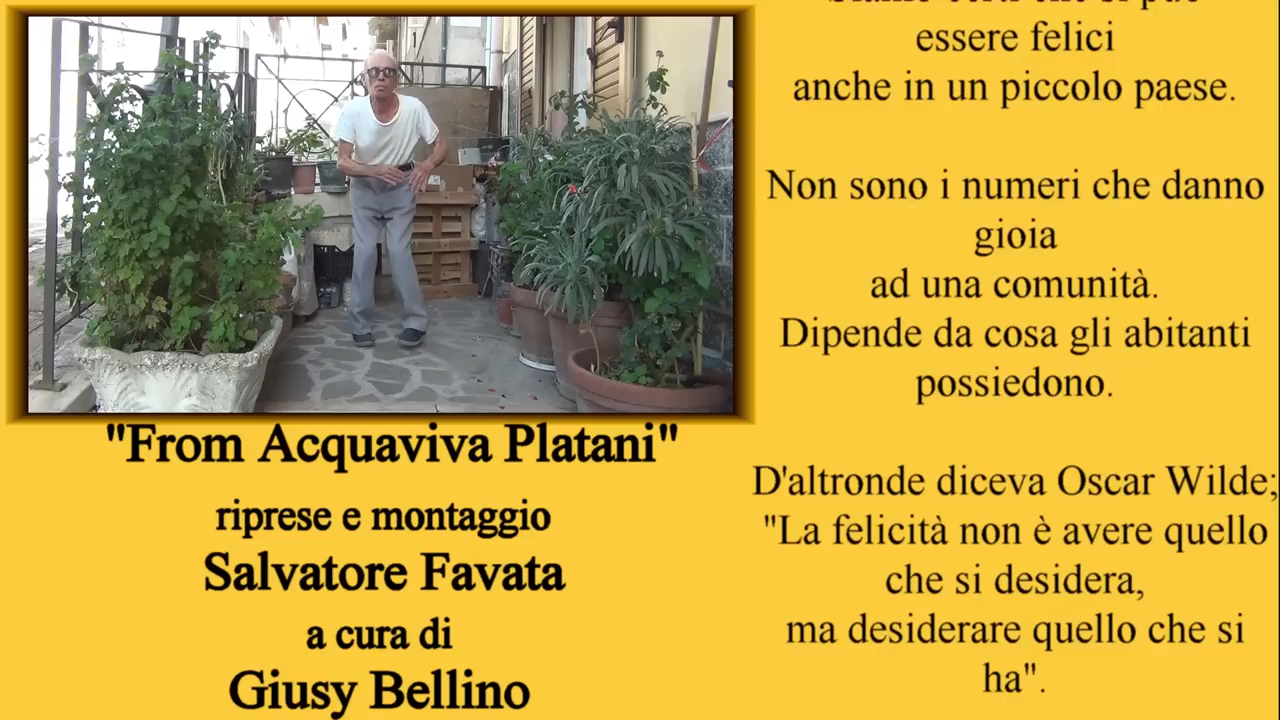 "From Acquaviva Platani"
riprese e montaggio
Salvatore Favata
a cura di
Giusy Bellino
essere felici
anche in un piccolo paese.
Non sono i numeri che danno
gioia
ad una comunità.
Dipende da cosa gli abitanti
possiedono.
D'altronde diceva Oscar Wilde;
"La felicità non è avere quello
che si desidera,
ma desiderare quello che si
ha".